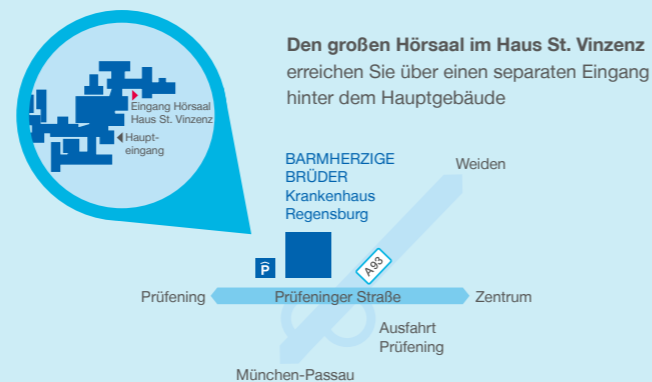 Den großen Hörsaal im Haus St. Vinzenz
erreichen Sie über einen separaten Eingang
hinter dem Hauptgebäude
Eingang Hörsaal
Haus St. Vinzenz
Haupt-
eingang
BARMHERZIGE
BRÜDER
Krankenhaus
Regensburg
Weiden
P
A93
Prüfening
Prüfeninger Straße
Zentrum
Ausfahrt
Prüfening
München-Passau